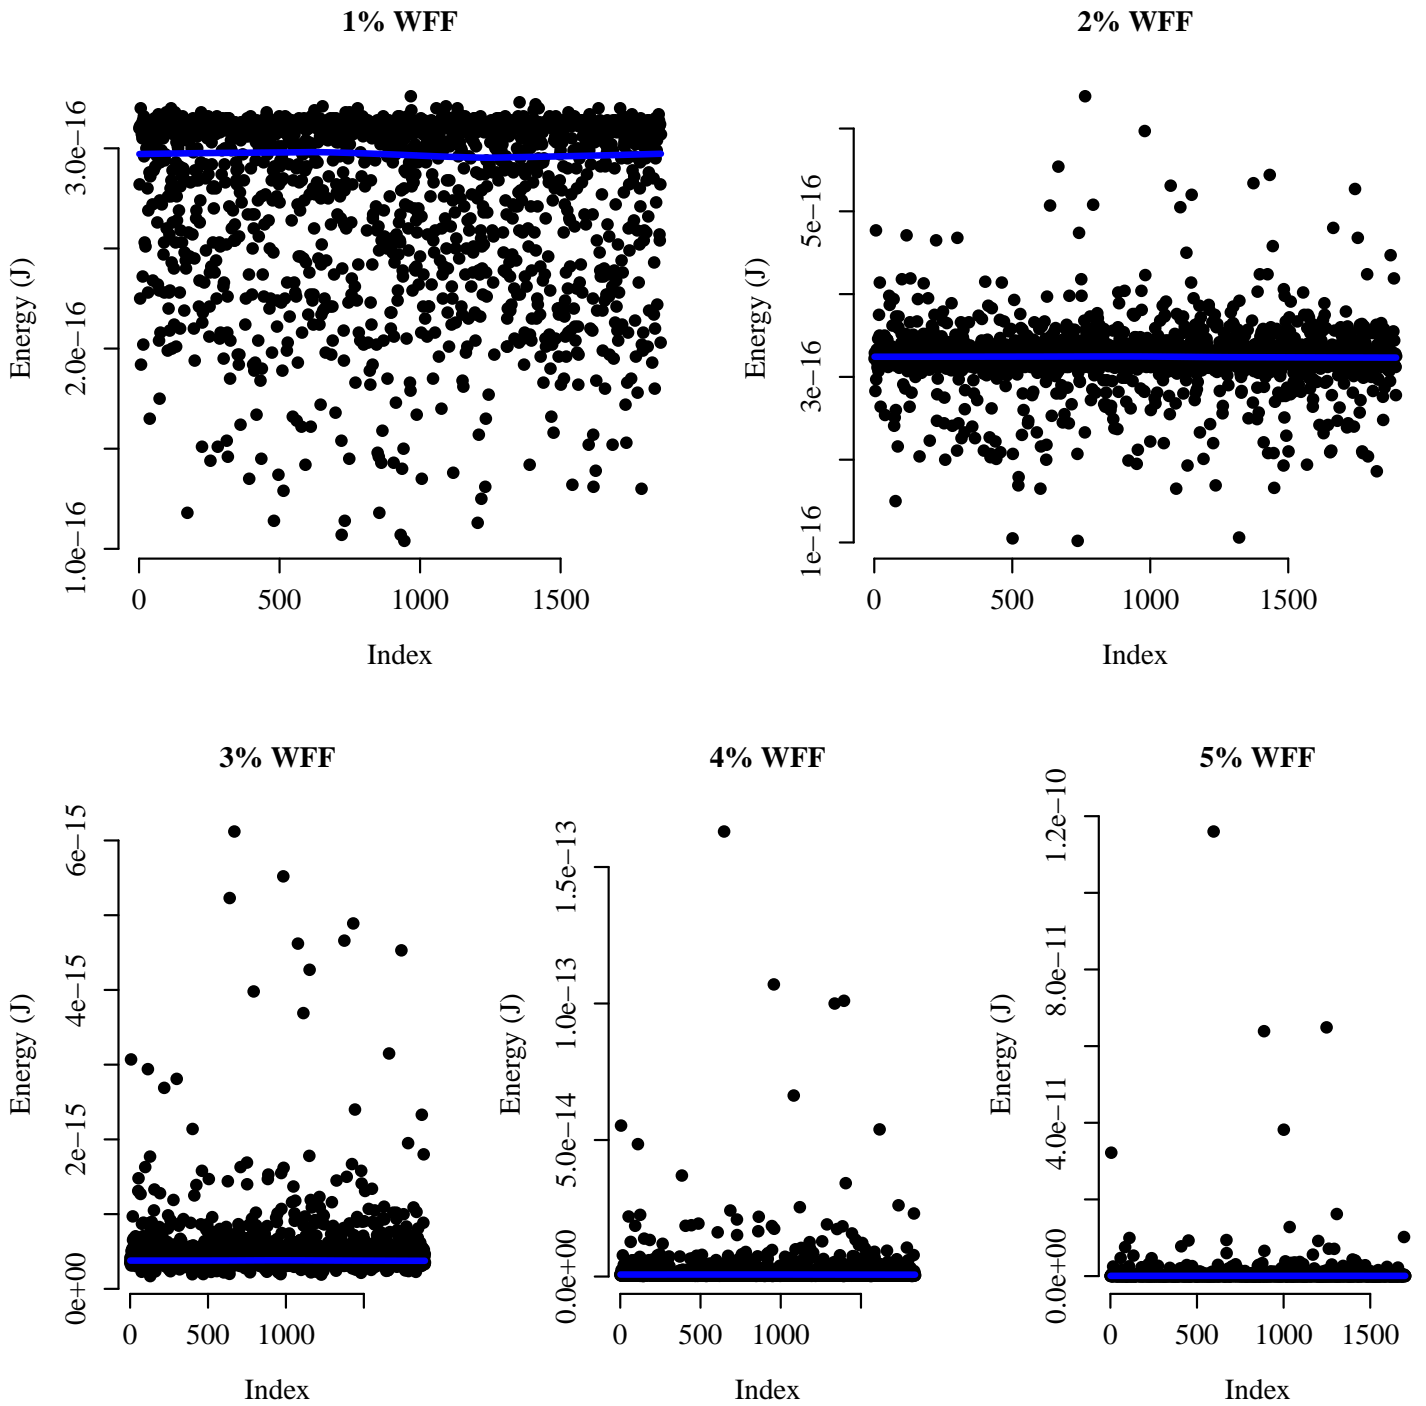 1% WFF
Energy (J)
3.0e−16
2.0e−16
1.0e−16
0 500 1000 1500
Index
2% WFF
Energy (J)
5e−16
3e−16
1e−16
0 500 1000 1500
Index
3% WFF
Energy (J)
6e−15
4e−15
2e−15
0e+00
0 500 1000
Index
4% WFF
Energy (J)
1.5e−13
1.0e−13
5.0e−14
0.0e+00
0 500 1000
Index
5% WFF
Energy (J)
1.2e−10
8.0e−11
4.0e−11
0.0e+00
0 500 1000 1500
Index